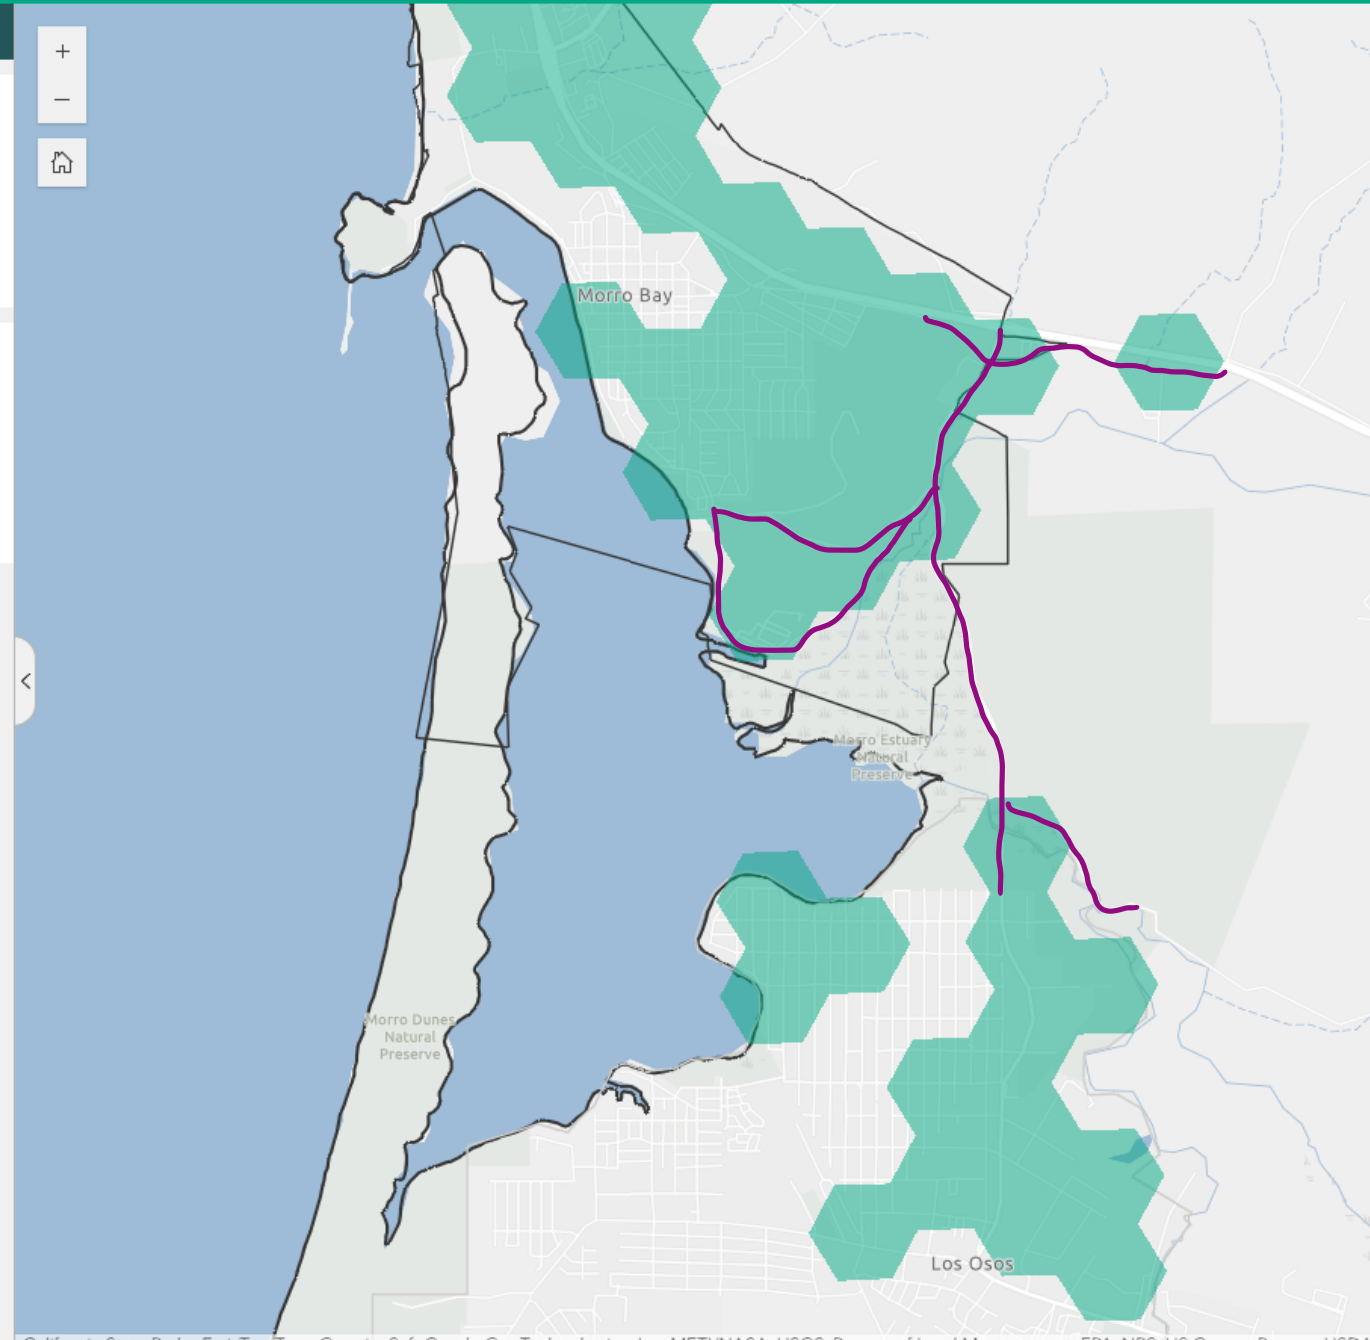 +
−
Morro Bay
Morro Estuary
Natural
Preserve
Morro Dunes
Natural
Preserve
Los Osos